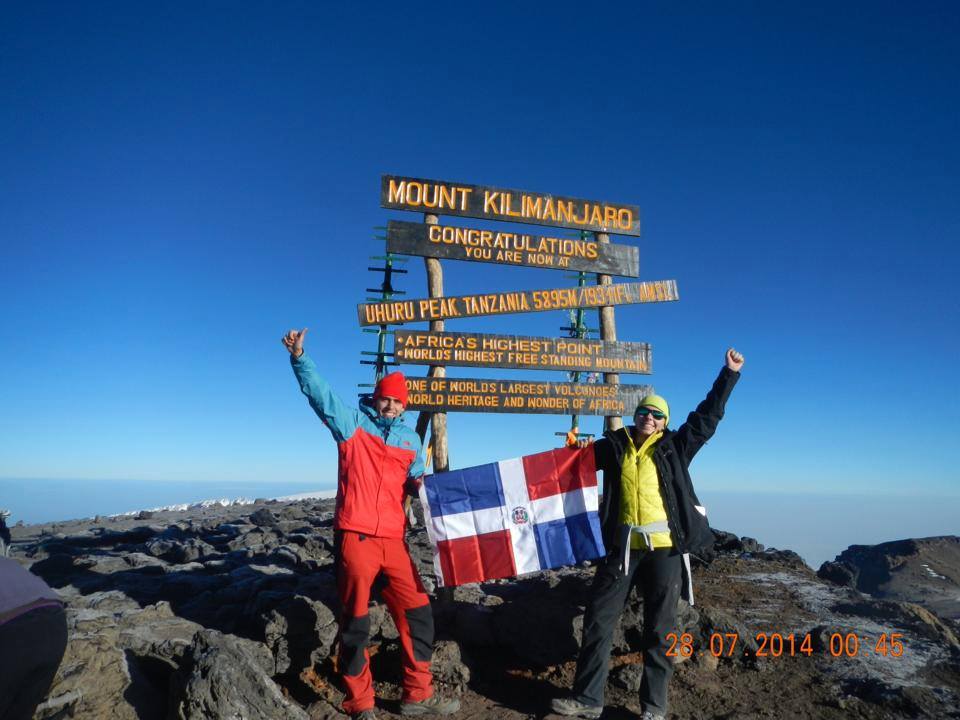 MOUNT KILIMANJARO
CONGRATULATIONS
YOU ARE NOW AT
UHURU PEAK, TANZANIA 5895M/19341FT. AMSL
• AFRICA'S HIGHEST POINT
• WORLD'S HIGHEST FREE STANDING MOUNTAIN
ONE OF WORLD'S LARGEST VOLCANOES
WORLD HERITAGE AND WONDER OF AFRICA
28.07.2014 00:45